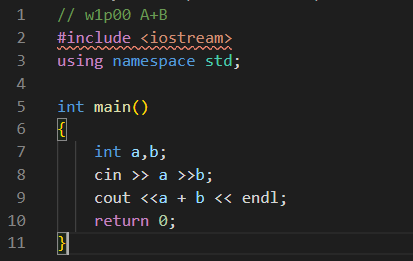 1 // w1p00 A+B
2 #include <iostream>
3 using namespace std;
4
5 int main()
6 {
7     int a,b;
8     cin >> a >>b;
9     cout <<a + b << endl;
10     return 0;
11 }